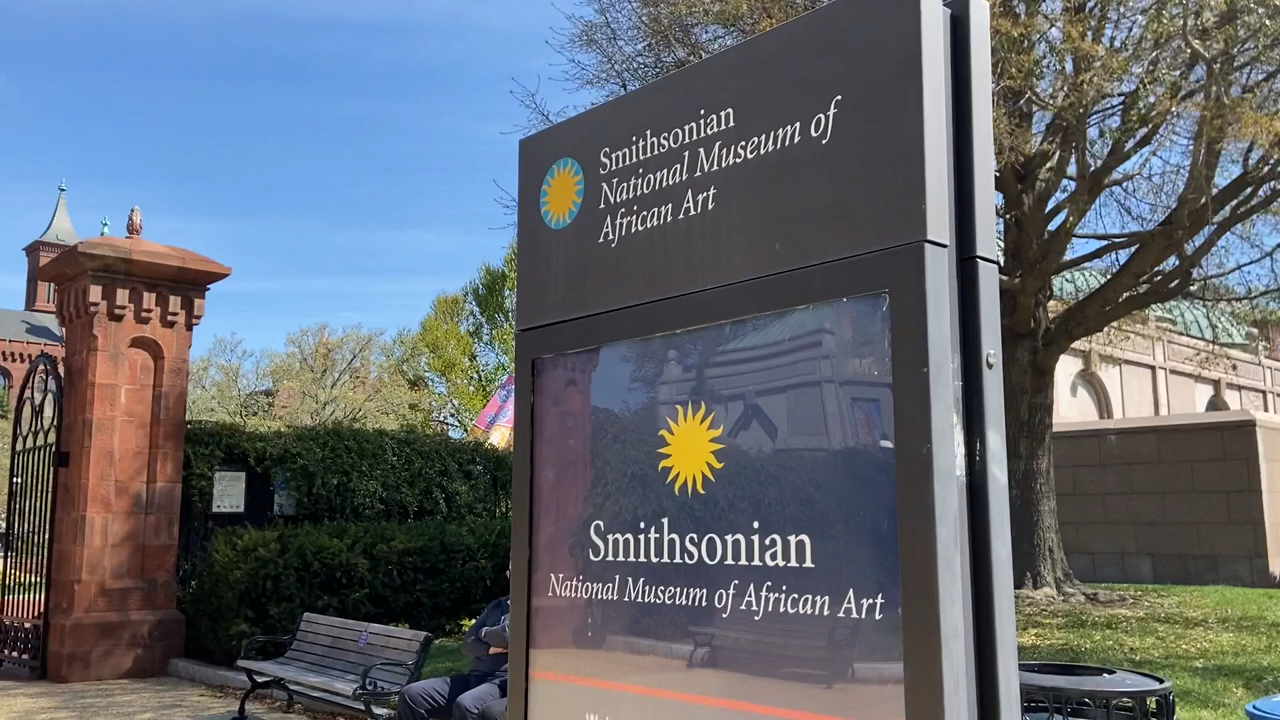 Smithsonian
National Museum of
African Art
Smithsonian
National Museum of African Art